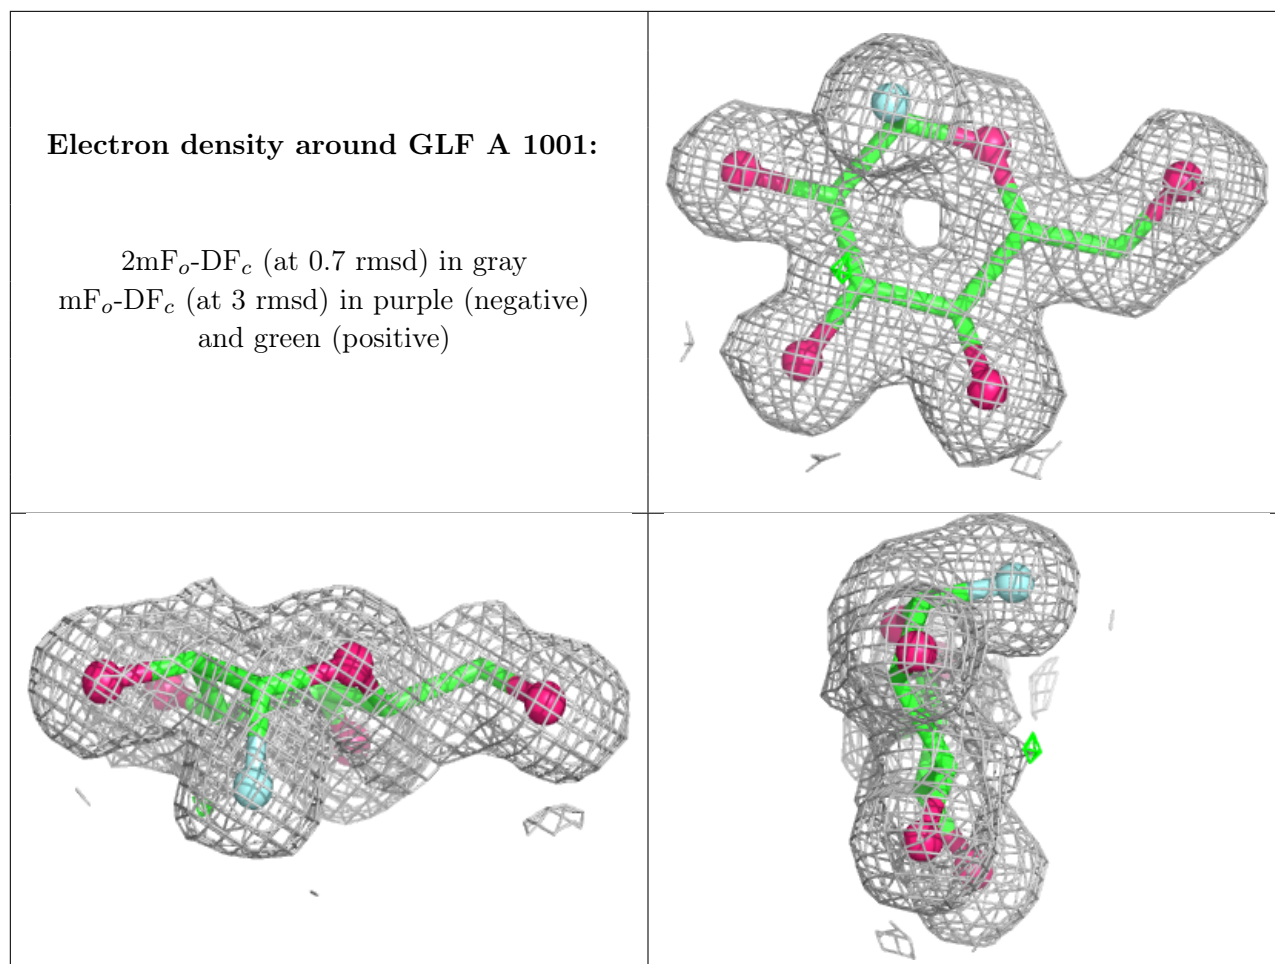 Electron density around GLF A 1001:
2mFo-DFc (at 0.7 rmsd) in gray
mFo-DFc (at 3 rmsd) in purple (negative)
and green (positive)